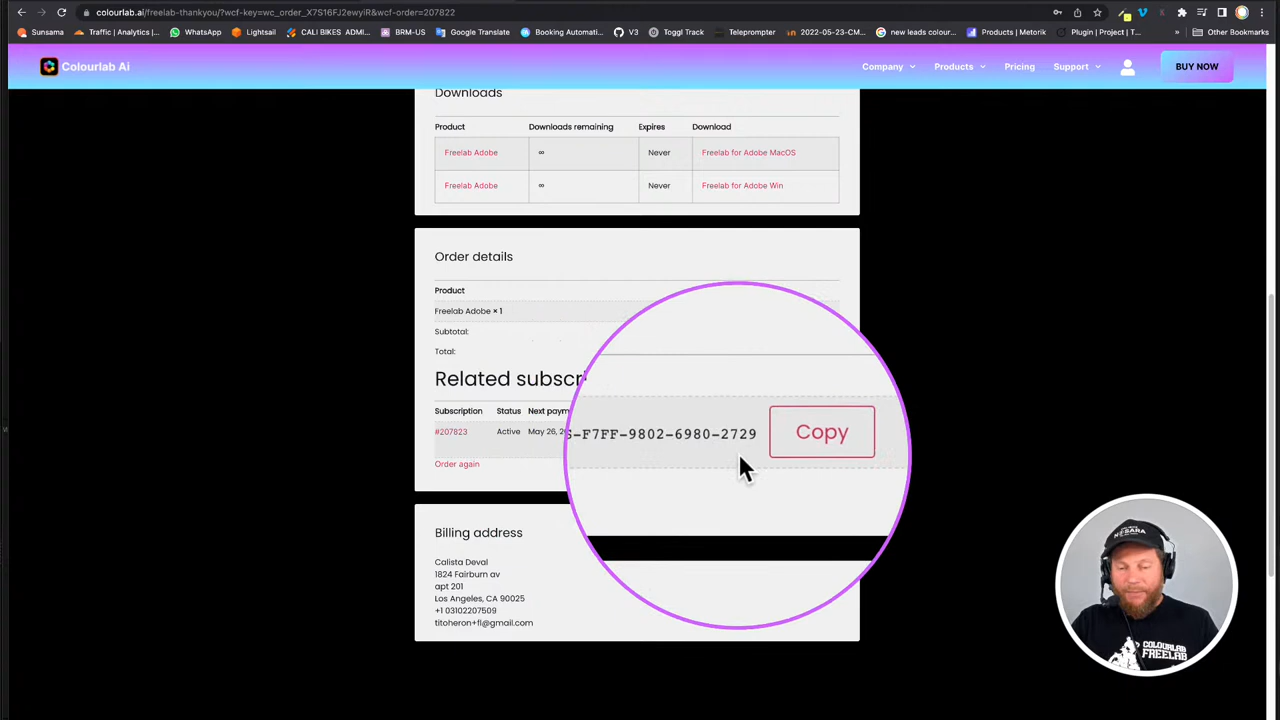 colourlab.ai/freelab-thankyou/?wcf-key=wc_order_X7S16FJ2ewyiR&wcf-order=207822
Sunsama
Traffic | Analytics |...
WhatsApp
Lightsail
CALI BIKES ADMI...
BRM-US
Google Translate
Booking Automati...
V3
Toggl Track
Teleprompter
2022-05-23-CM...
new leads colour...
Products | Metorik
Plugin | Project | T...
»
Other Bookmarks
Colourlab Ai
Company
Products
Pricing
Support
BUY NOW
Downloads
Product Downloads remaining Expires Download
Freelab Adobe ∞ Never Freelab for Adobe MacOS
Freelab Adobe ∞ Never Freelab for Adobe Win
Order details
Product
Freelab Adobe × 1
Subtotal:
Total:
Related subscri
Subscription Status Next paym
#207823 Active May 26, 2
-F7FF-9802-6980-2729
Copy
Order again
Billing address
Calista Deval
1824 Fairburn av
apt 201
Los Angeles, CA 90025
+1 03102207509
titoheron+fl@gmail.com
COLOURLAB
FREELAB